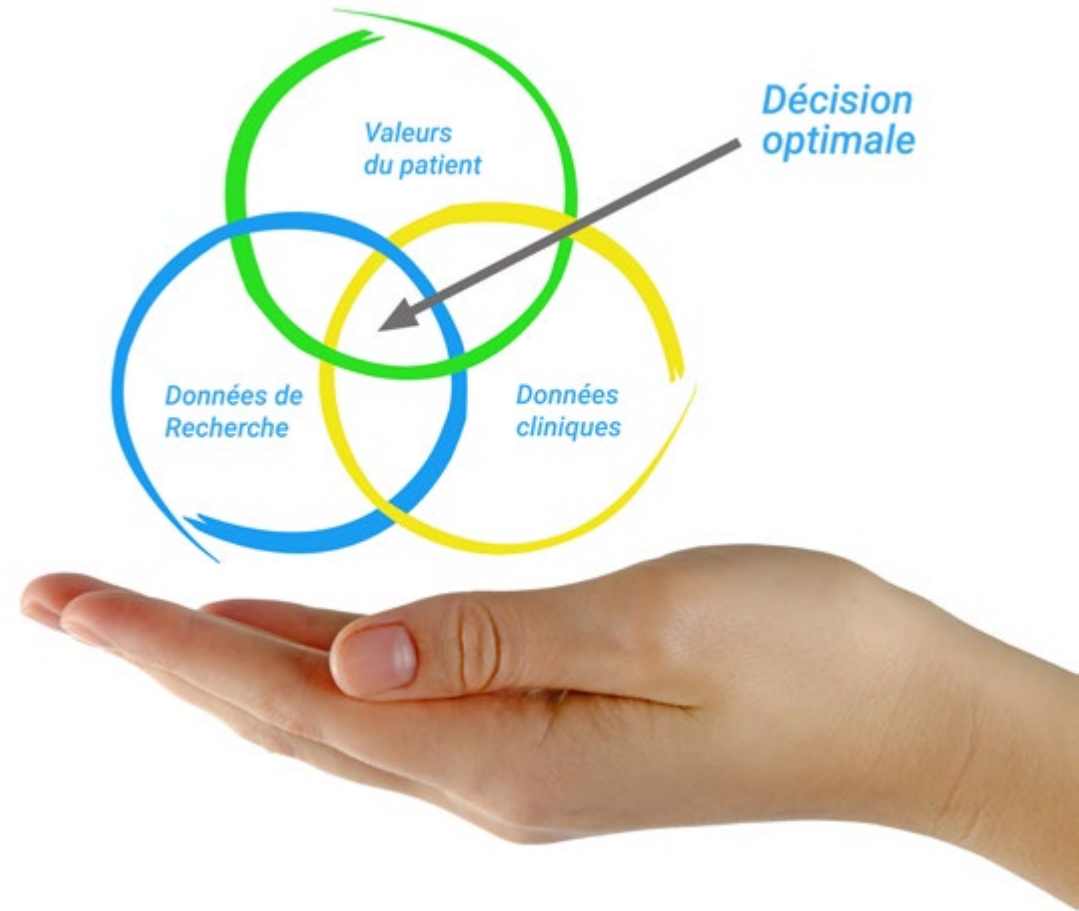 Valeurs
du patient
Décision
optimale
Données de
Recherche
Données
cliniques